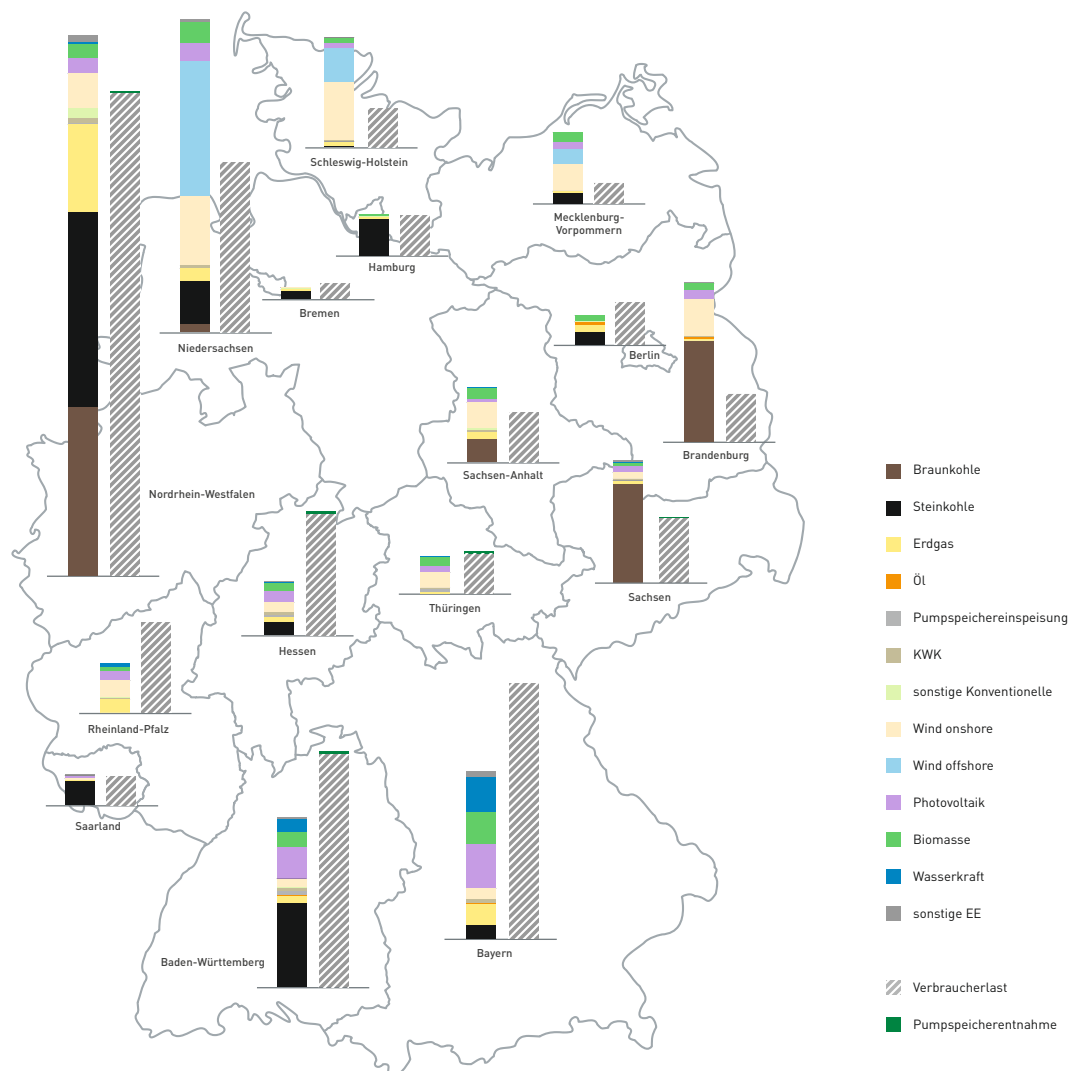 Schleswig-Holstein
Mecklenburg-
Vorpommern
Hamburg
Bremen
Niedersachsen
Berlin
Brandenburg
Sachsen-Anhalt
Nordrhein-Westfalen
Sachsen
Thüringen
Hessen
Rheinland-Pfalz
Saarland
Baden-Württemberg
Bayern
Braunkohle
Steinkohle
Erdgas
Öl
Pumpspeichereinspeisung
KWK
sonstige Konventionelle
Wind onshore
Wind offshore
Photovoltaik
Biomasse
Wasserkraft
sonstige EE
Verbraucherlast
Pumpspeicherentnahme